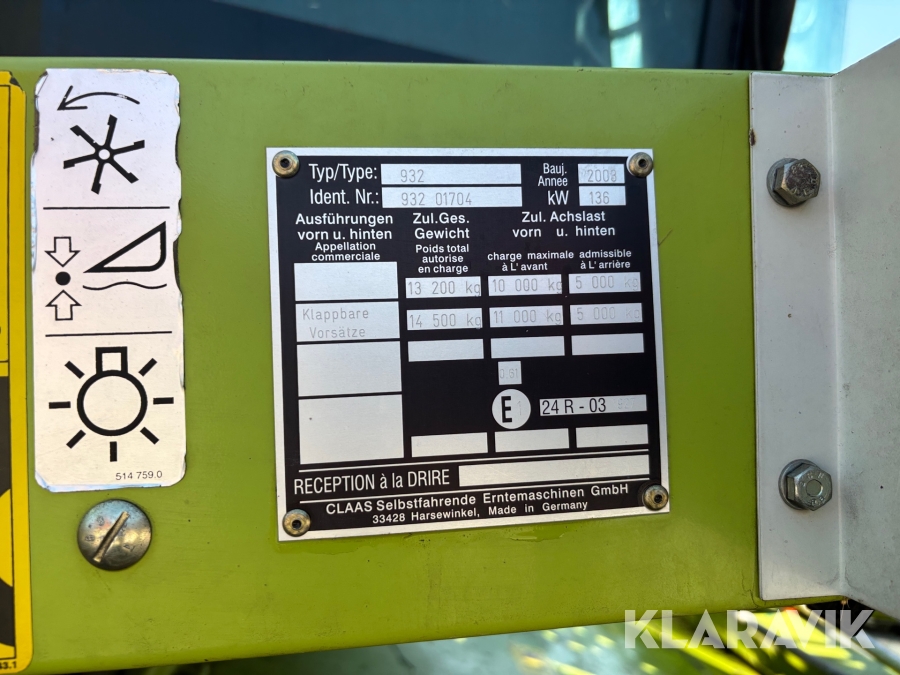 Typ/Type: 932 Bauj. Annee 2008
Ident. Nr.: 932 01704 kW 136
Ausführungen vorn u. hinten
Appellation commerciale
Zul.Ges. Gewicht
Poids total autorise en charge
Zul. Achslast vorn u. hinten
charge maximale admissible
à L' avant à L' arrière
13 200 kg 10 000 kg 5 000 kg
Klappbare Vorsätze 14 500 kg 11 000 kg 5 000 kg
0.91
E 1 24 R - 03
RECEPTION à la DRIRE
CLAAS Selbstfahrende Erntemaschinen GmbH
33428 Harsewinkel, Made in Germany
514 759.0
KLARAVIK